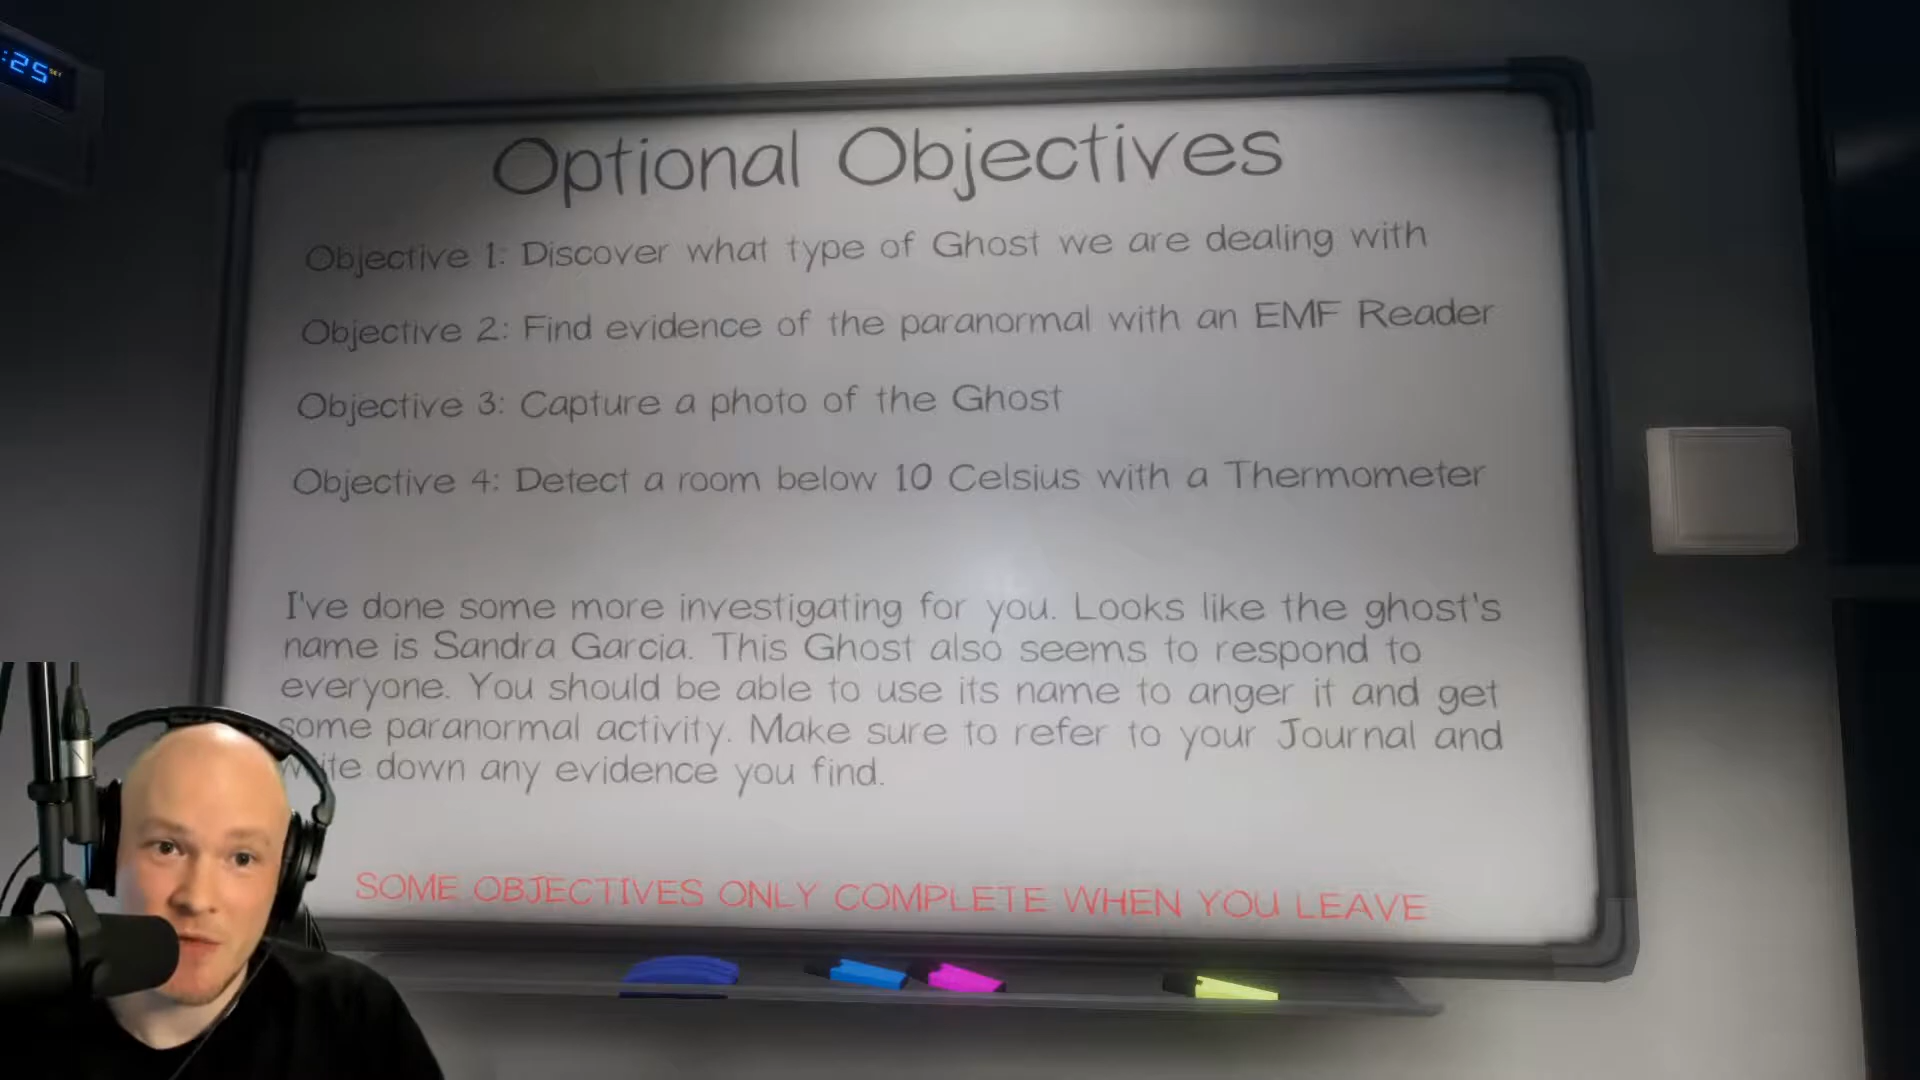 :25
Optional Objectives
Objective 1: Discover what type of Ghost we are dealing with
Objective 2: Find evidence of the paranormal with an EMF Reader
Objective 3: Capture a photo of the Ghost
Objective 4: Detect a room below 10 Celsius with a Thermometer
I've done some more investigating for you. Looks like the ghost's
name is Sandra Garcia. This Ghost also seems to respond to
everyone. You should be able to use its name to anger it and get
some paranormal activity. Make sure to refer to your Journal and
write down any evidence you find.
SOME OBJECTIVES ONLY COMPLETE WHEN YOU LEAVE